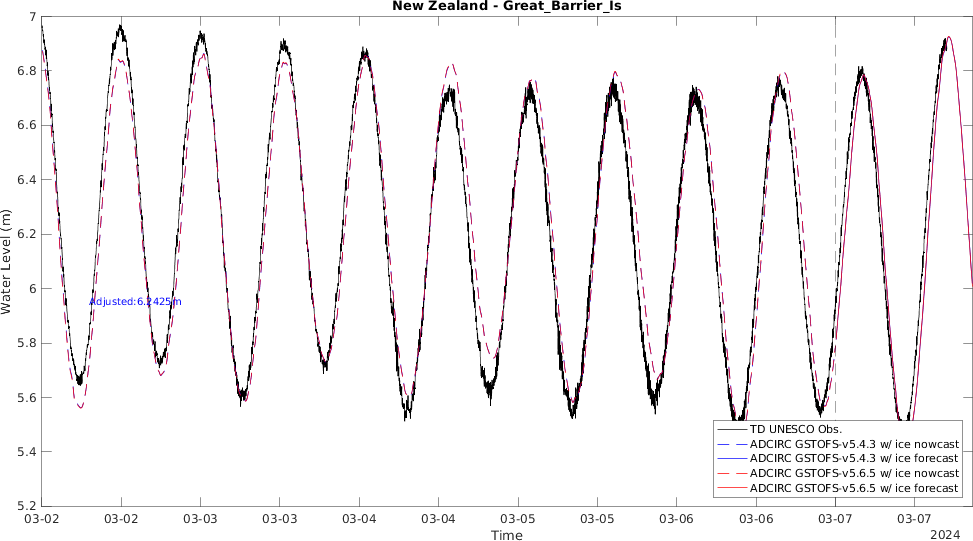 New Zealand - Great_Barrier_Is
7
6.8
6.6
6.4
6.2
6
5.8
5.6
5.4
5.2
Water Level (m)
Adjusted:6.2425m
TD UNESCO Obs.
ADCIRC GSTOFS-v5.4.3 w/ ice nowcast
ADCIRC GSTOFS-v5.4.3 w/ ice forecast
ADCIRC GSTOFS-v5.6.5 w/ ice nowcast
ADCIRC GSTOFS-v5.6.5 w/ ice forecast
03-02 03-02 03-03 03-03 03-04 03-04 03-05 03-05 03-06 03-06 03-07 03-07
Time
2024